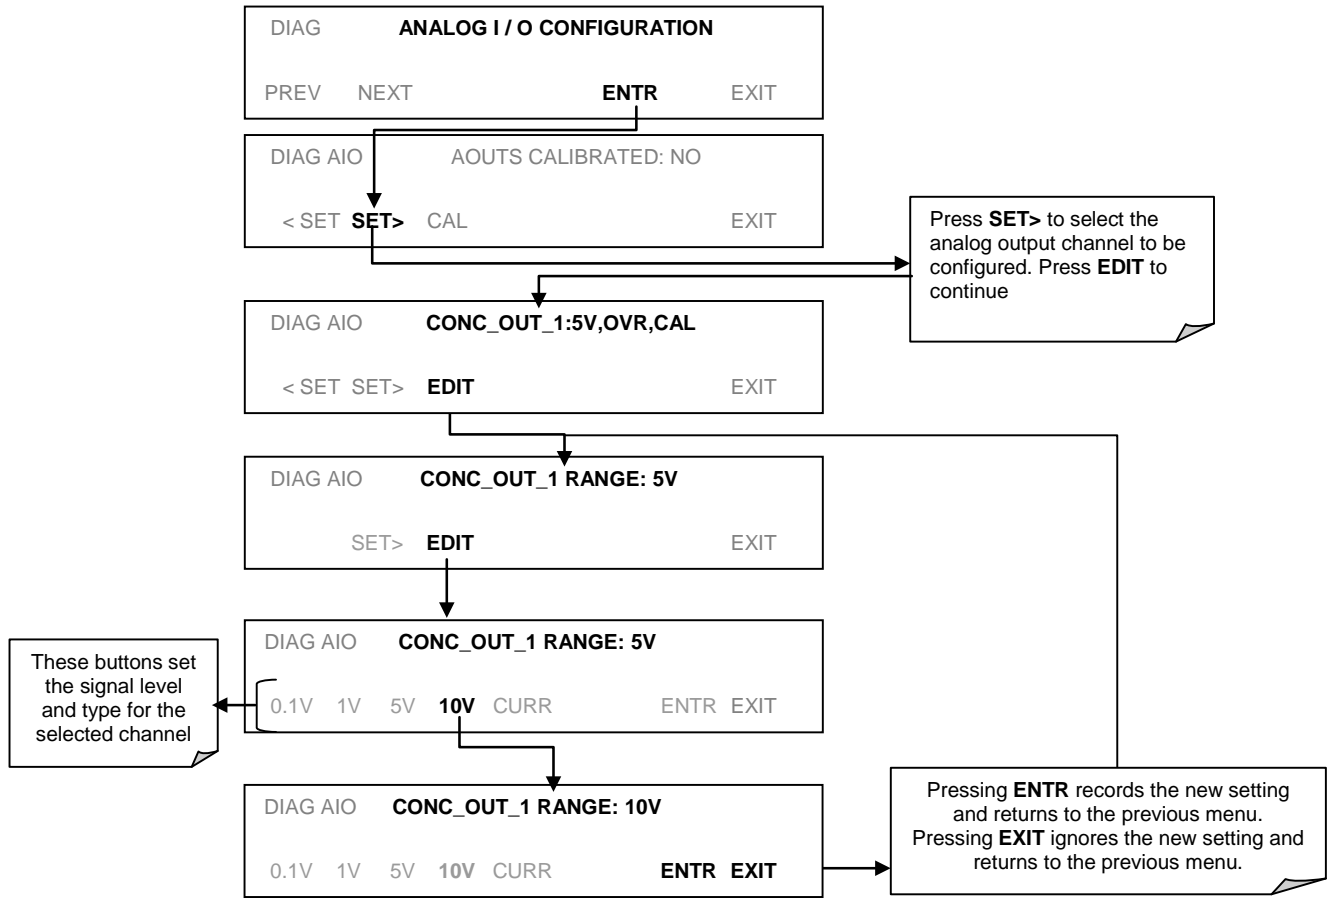 DIAG ANALOG I / O CONFIGURATION
PREV NEXT ENTR EXIT
DIAG AIO AOUTS CALIBRATED: NO
< SET SET> CAL EXIT
Press SET> to select the
analog output channel to be
configured. Press EDIT to
continue
DIAG AIO CONC_OUT_1:5V,OVR,CAL
< SET SET> EDIT EXIT
DIAG AIO CONC_OUT_1 RANGE: 5V
SET> EDIT EXIT
DIAG AIO CONC_OUT_1 RANGE: 5V
0.1V 1V 5V 10V CURR ENTR EXIT
These buttons set
the signal level
and type for the
selected channel
DIAG AIO CONC_OUT_1 RANGE: 10V
0.1V 1V 5V 10V CURR ENTR EXIT
Pressing ENTR records the new setting
and returns to the previous menu.
Pressing EXIT ignores the new setting and
returns to the previous menu.